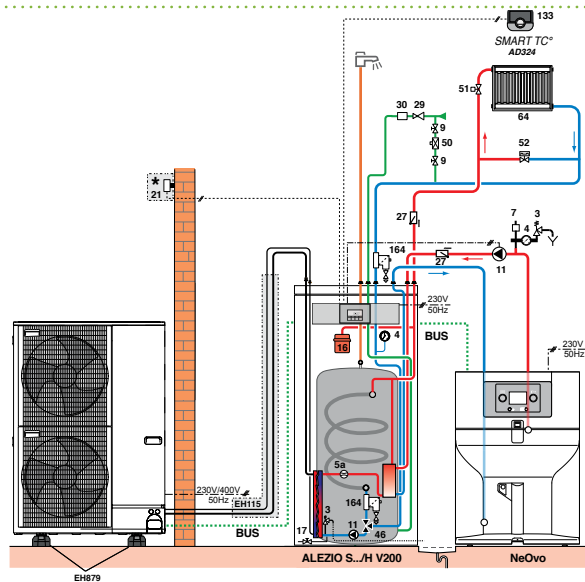 133
SMART TC°
AD324
51
64
30 29
9
50
9
52
*
21
27
164
7 4 3
27
11
230V
50Hz
4
16
BUS
230V
50Hz
5a
230V/400V
50Hz
EH115
164
3
11
17
46
BUS
ALEZIO S.../H V200
NeOvo
EH879